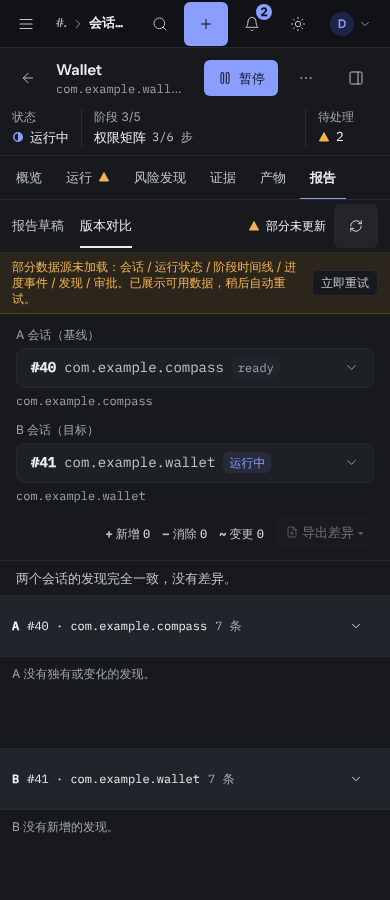 #. > 会话… + 2 D
Wallet
com.example.wall…
暂停 …
状态
阶段 3/5
待处理
运行中
权限矩阵 3/6 步
2
概览 运行 风险发现 证据 产物 报告
报告草稿 版本对比 部分未更新
部分数据源未加载：会话 / 运行状态 / 阶段时间线 / 进
度事件 / 发现 / 审批。已展示可用数据，稍后自动重
试。
立即重试
A 会话（基线）
#40 com.example.compass ready
com.example.compass
B 会话（目标）
#41 com.example.wallet 运行中
com.example.wallet
+ 新增 0 − 消除 0 ~ 变更 0 导出差异
两个会话的发现完全一致，没有差异。
A #40 · com.example.compass 7 条
A 没有独有或变化的发现。
B #41 · com.example.wallet 7 条
B 没有新增的发现。